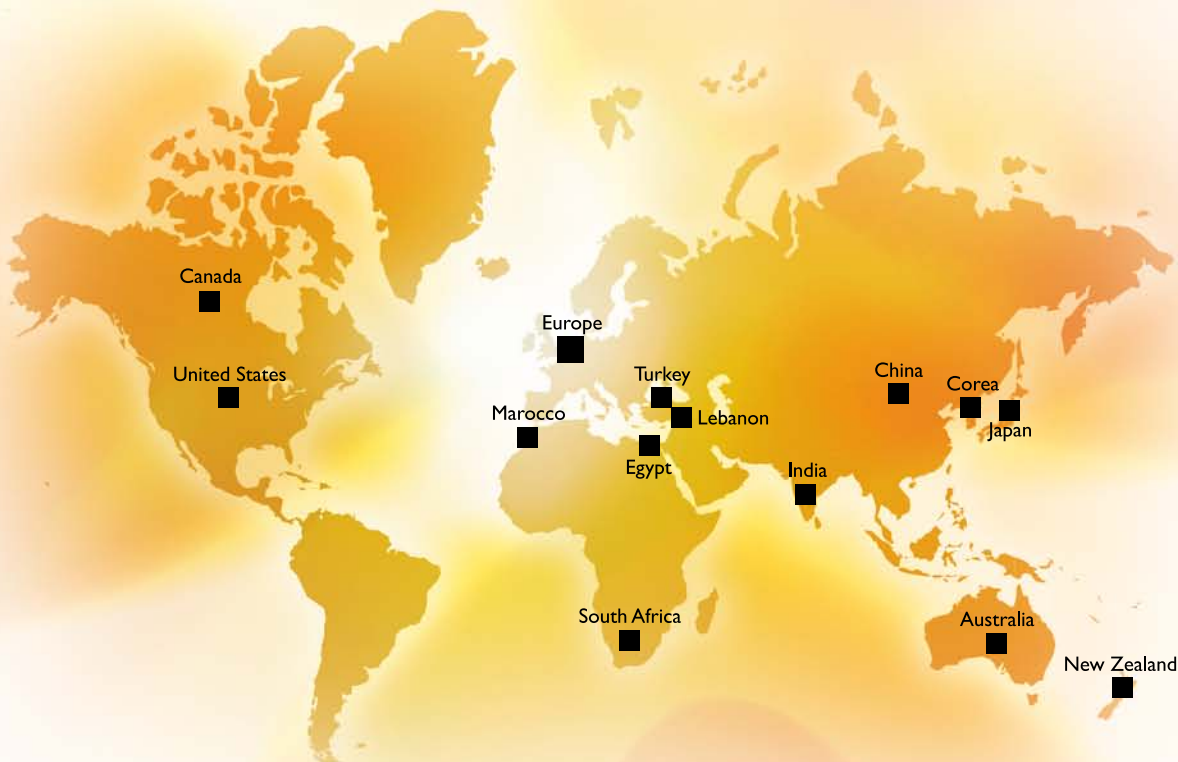 Canada
Europe
United States
Turkey
China
Corea
Marocco
Lebanon
Japan
Egypt
India
South Africa
Australia
New Zealand